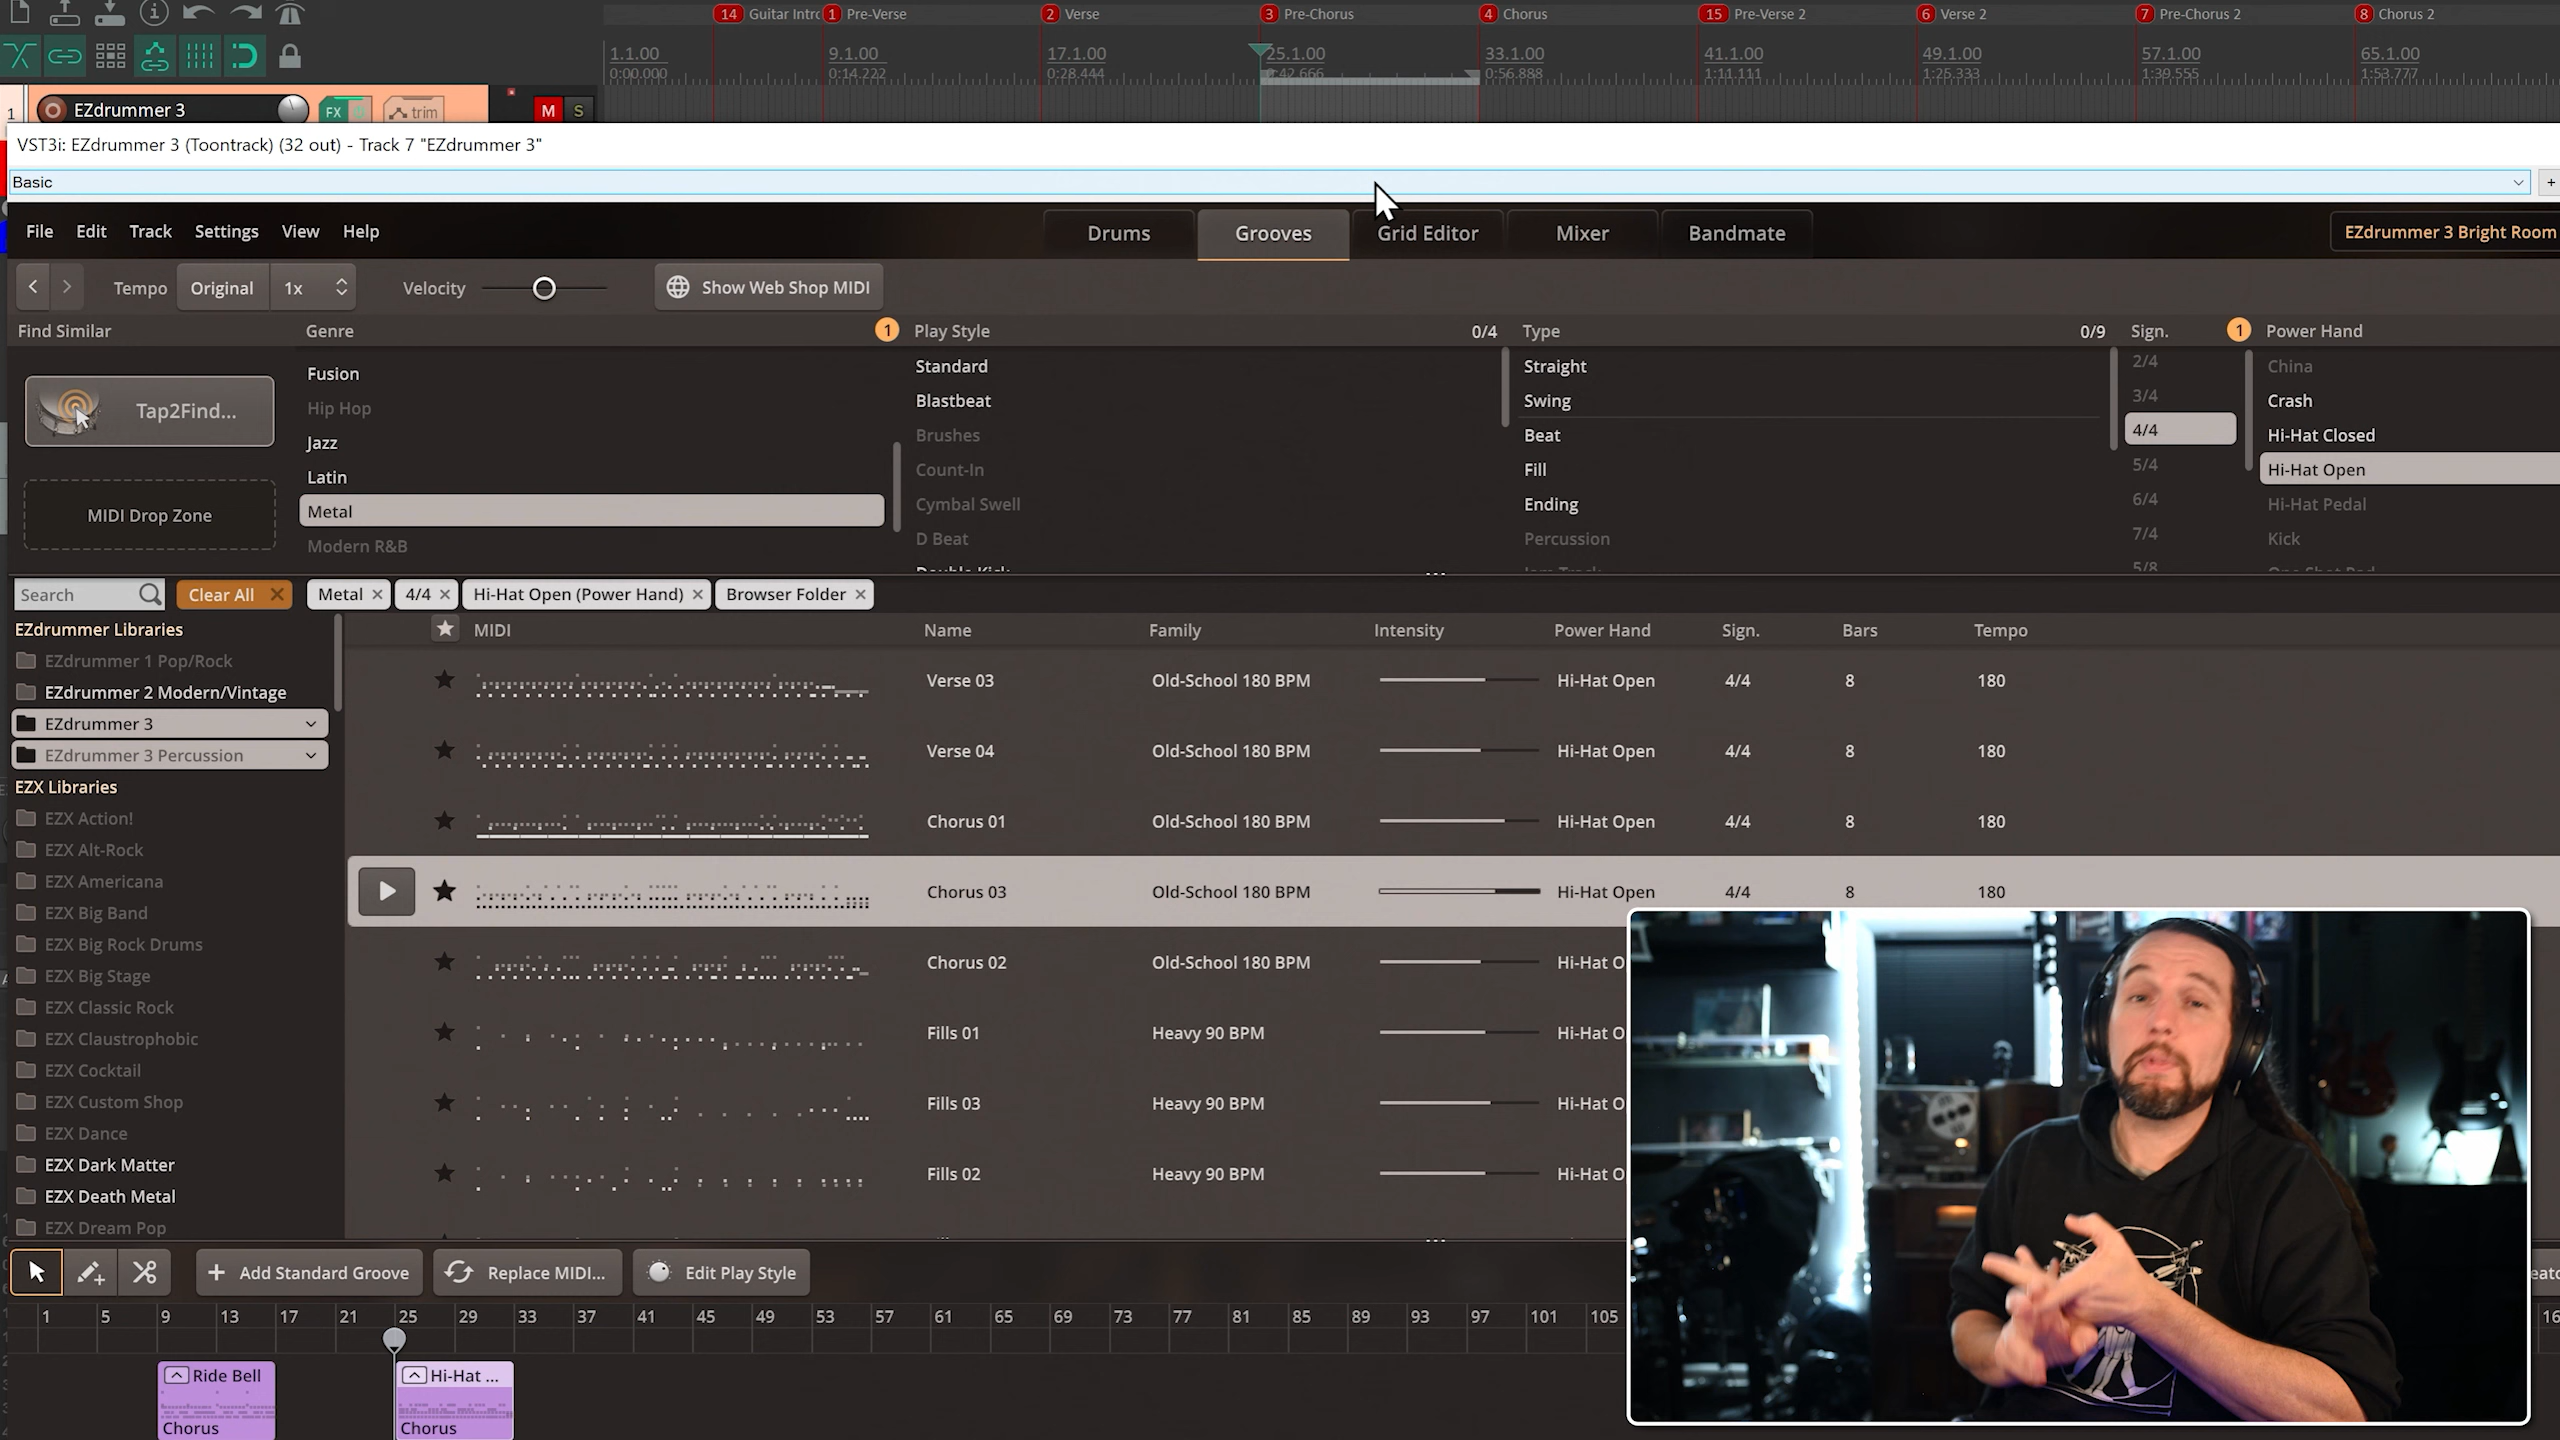 14 Guitar Intro 1 Pre-Verse 2 Verse 3 Pre-Chorus 4 Chorus 15 Pre-Verse 2 6 Verse 2 7 Pre-Chorus 2 8 Chorus 2
1.1.00 9.1.00 17.1.00 25.1.00 33.1.00 41.1.00 49.1.00 57.1.00 65.1.00
0:00.000 0:14.222 0:28.444 0:42.666 0:56.888 1:11.111 1:25.333 1:39.555 1:53.777
1 EZdrummer 3 FX trim M S
VST3i: EZdrummer 3 (Toontrack) (32 out) - Track 7 "EZdrummer 3"
Basic +
File Edit Track Settings View Help Drums Grooves Grid Editor Mixer Bandmate EZdrummer 3 Bright Room
Tempo Original 1x Velocity Show Web Shop MIDI
Find Similar Genre 1 Play Style 0/4 Type 0/9 Sign. 1 Power Hand
Fusion Standard Straight 2/4 China
Hip Hop Blastbeat Swing 3/4 Crash
Tap2Find... Jazz Brushes Beat 4/4 Hi-Hat Closed
Latin Count-In Fill 5/4 Hi-Hat Open
MIDI Drop Zone Metal Cymbal Swell Ending 6/4 Hi-Hat Pedal
Modern R&B D Beat Percussion 7/4 Kick
Double Kick 5/8
Search Clear All Metal 4/4 Hi-Hat Open (Power Hand) Browser Folder
EZdrummer Libraries MIDI Name Family Intensity Power Hand Sign. Bars Tempo
EZdrummer 1 Pop/Rock
EZdrummer 2 Modern/Vintage
EZdrummer 3
EZdrummer 3 Percussion
EZX Libraries
EZX Action!
EZX Alt-Rock
EZX Americana
EZX Big Band
EZX Big Rock Drums
EZX Big Stage
EZX Classic Rock
EZX Claustrophobic
EZX Cocktail
EZX Custom Shop
EZX Dance
EZX Dark Matter
EZX Death Metal
EZX Dream Pop
Verse 03 Old-School 180 BPM Hi-Hat Open 4/4 8 180
Verse 04 Old-School 180 BPM Hi-Hat Open 4/4 8 180
Chorus 01 Old-School 180 BPM Hi-Hat Open 4/4 8 180
Chorus 03 Old-School 180 BPM Hi-Hat Open 4/4 8 180
Chorus 02 Old-School 180 BPM Hi-Hat O
Fills 01 Heavy 90 BPM Hi-Hat O
Fills 03 Heavy 90 BPM Hi-Hat O
Fills 02 Heavy 90 BPM Hi-Hat O
Add Standard Groove Replace MIDI... Edit Play Style
1 5 9 13 17 21 25 29 33 37 41 45 49 53 57 61 65 69 73 77 81 85 89 93 97 101 105 16
Ride Bell Hi-Hat ...
Chorus Chorus